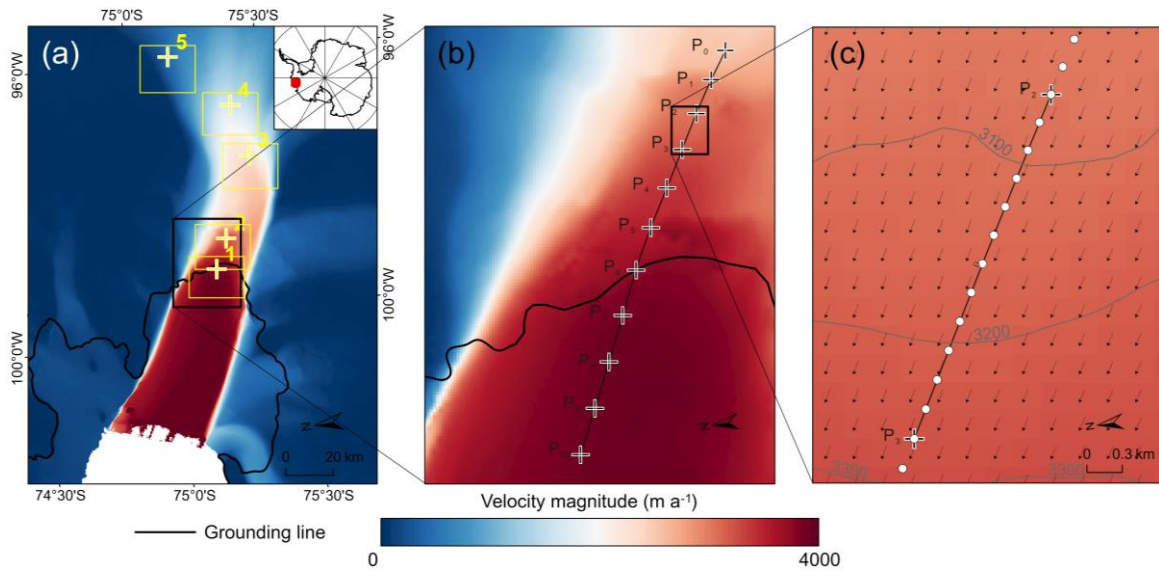 75°0'S 75°30'S
(a)
5
4
3
2
1
96°0'W
100°0'W
96°0'W
100°0'W
N
0 20 km
74°30'S 75°0'S 75°30'S
(b)
P0
P1
P2
P3
P4
P5
N
(c)
P2
3100
3200
P3
3300
3300
N
0 0.3 km
Velocity magnitude (m a⁻¹)
Grounding line
0 4000